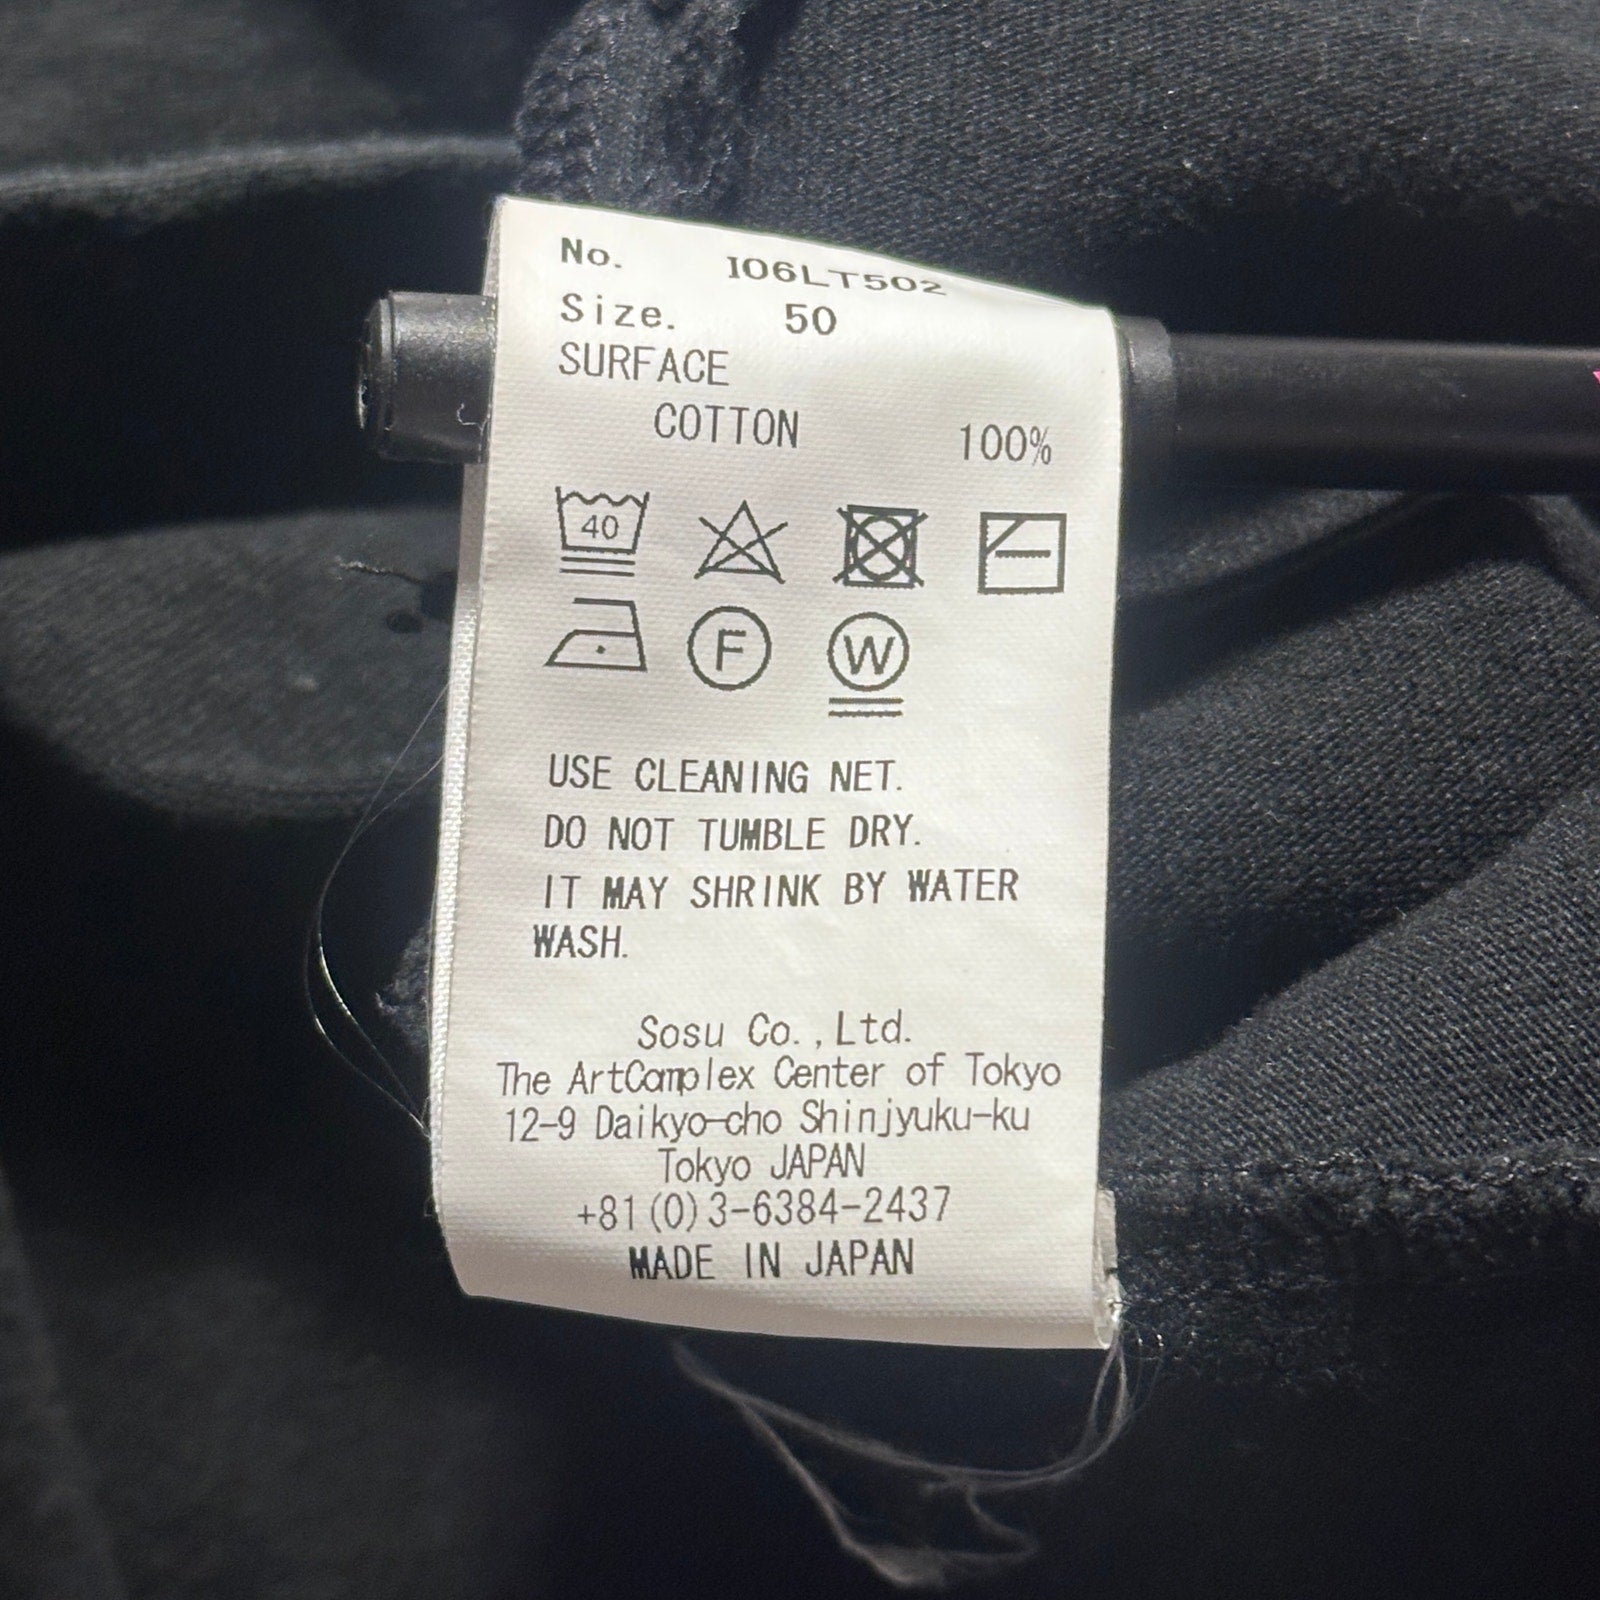 No. I06LT502
Size. 50
SURFACE
COTTON 100%
40
F W
USE CLEANING NET.
DO NOT TUMBLE DRY.
IT MAY SHRINK BY WATER
WASH.
Sosu Co.,Ltd.
The ArtComplex Center of Tokyo
12-9 Daikyo-cho Shinjyuku-ku
Tokyo JAPAN
+81(0)3-6384-2437
MADE IN JAPAN